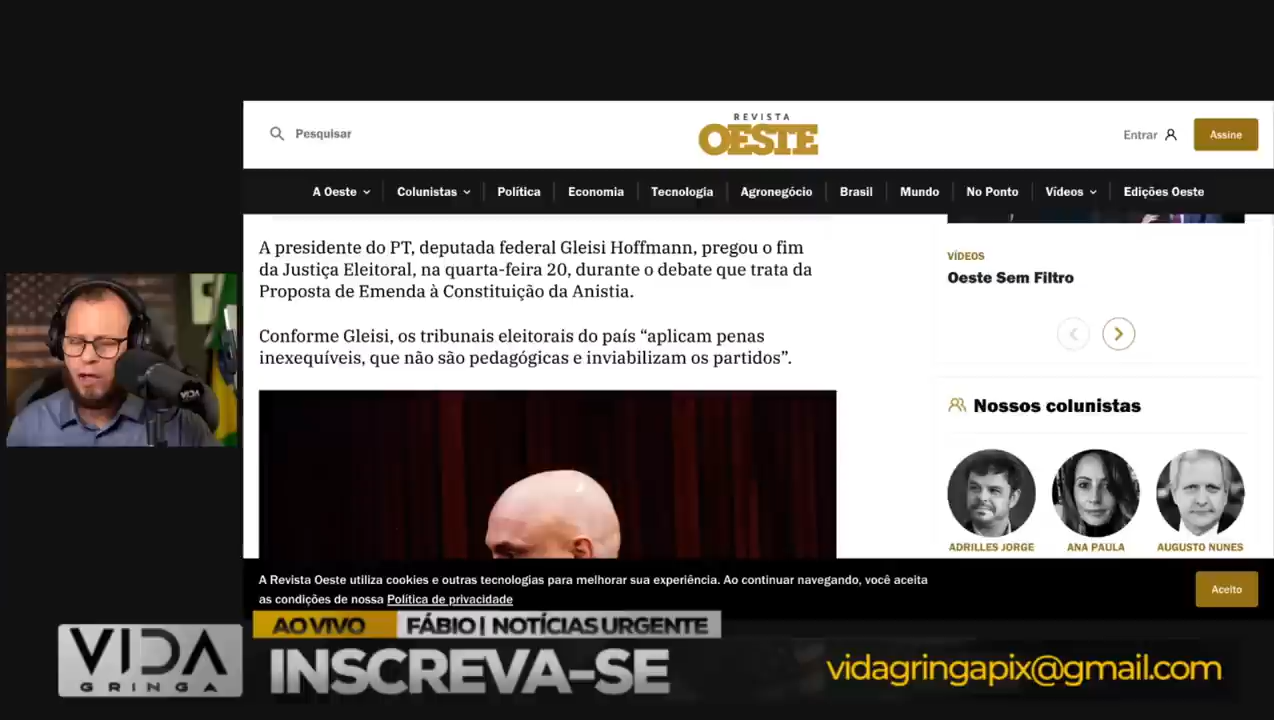 Pesquisar
REVISTA
OESTE
Entrar
Assine
A Oeste
Colunistas
Política
Economia
Tecnologia
Agronegócio
Brasil
Mundo
No Ponto
Vídeos
Edições Oeste
A presidente do PT, deputada federal Gleisi Hoffmann, pregou o fim
da Justiça Eleitoral, na quarta-feira 20, durante o debate que trata da
Proposta de Emenda à Constituição da Anistia.
Conforme Gleisi, os tribunais eleitorais do país “aplicam penas
inexequíveis, que não são pedagógicas e inviabilizam os partidos”.
VÍDEOS
Oeste Sem Filtro
Nossos colunistas
ADRILLES JORGE
ANA PAULA
AUGUSTO NUNES
A Revista Oeste utiliza cookies e outras tecnologias para melhorar sua experiência. Ao continuar navegando, você aceita
as condições de nossa Política de privacidade
Aceito
VIDA
AO VIVO
FÁBIO | NOTÍCIAS URGENTE
VIDA
GRINGA
INSCREVA-SE
vidagringapix@gmail.com